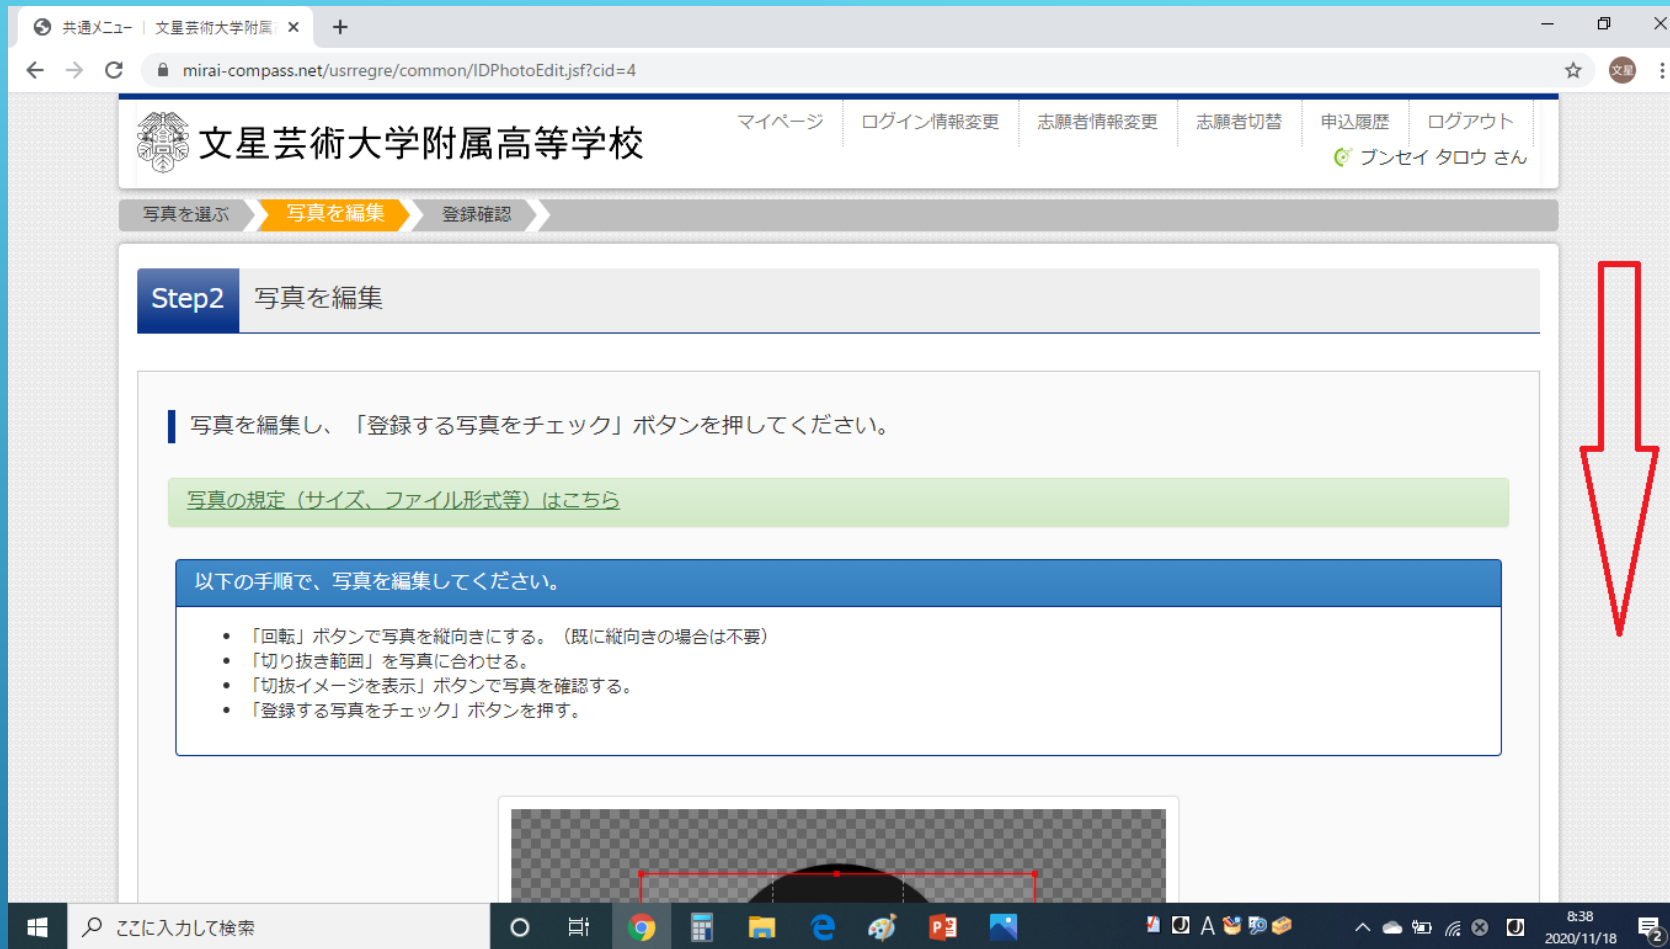 共通メニュー | 文星芸術大学附属
mirai-compass.net/usrregre/common/IDPhotoEdit.jsf?cid=4
文星
文星芸術大学附属高等学校
マイページ
ログイン情報変更
志願者情報変更
志願者切替
申込履歴
ログアウト
ブンセイ タロウ さん
写真を選ぶ
写真を編集
登録確認
Step2 写真を編集
写真を編集し、「登録する写真をチェック」ボタンを押してください。
写真の規定（サイズ、ファイル形式等）はこちら
以下の手順で、写真を編集してください。
• 「回転」ボタンで写真を縦向きにする。（既に縦向きの場合は不要）
• 「切り抜き範囲」を写真に合わせる。
• 「切抜イメージを表示」ボタンで写真を確認する。
• 「登録する写真をチェック」ボタンを押す。
ここに入力して検索
A
8:38
2020/11/18
2